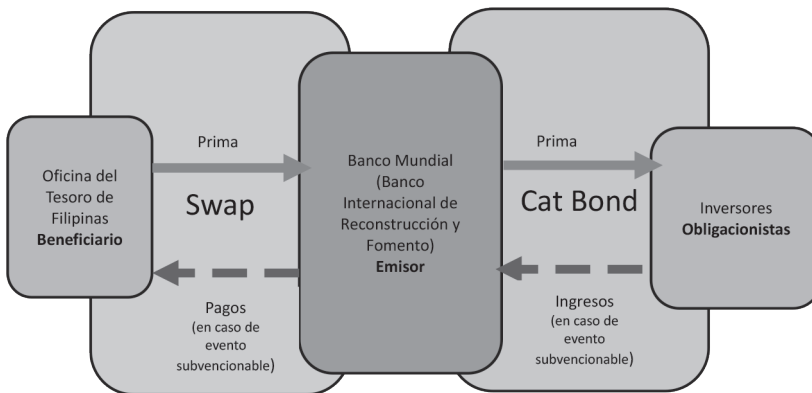 Oficina del
Tesoro de
Filipinas
Beneficiario
Prima
Swap
Pagos
(en caso de
evento
subvencionable)
Banco Mundial
(Banco
Internacional de
Reconstrucción y
Fomento)
Emisor
Prima
Cat Bond
Ingresos
(en caso de
evento
subvencionable)
Inversores
Obligacionistas